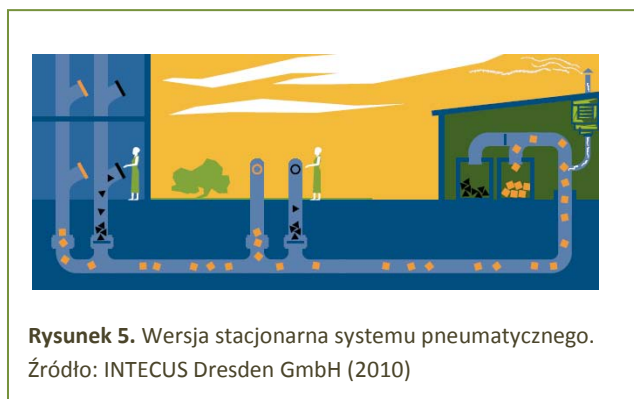 Rysunek 5. Wersja stacjonarna systemu pneumatycznego.
Źródło: INTECUS Dresden GmbH (2010)